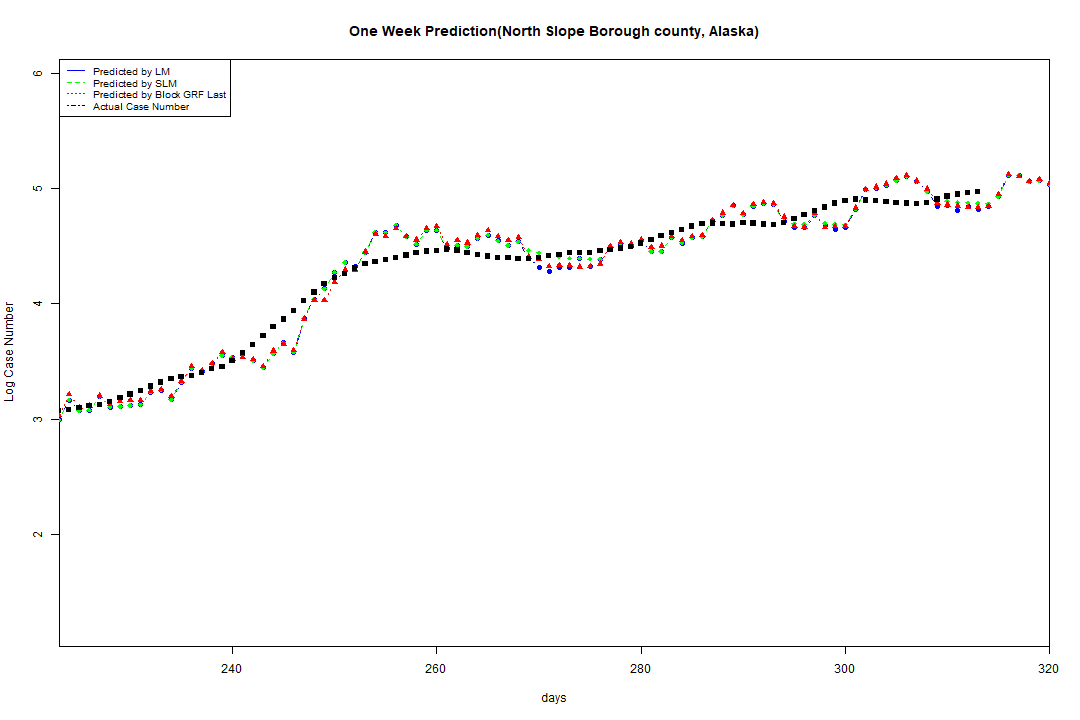 One Week Prediction(North Slope Borough county, Alaska)
Predicted by LM
Predicted by SLM
Predicted by Block GRF Last
Actual Case Number
6
5
4
3
2
Log Case Number
240 260 280 300 320
days